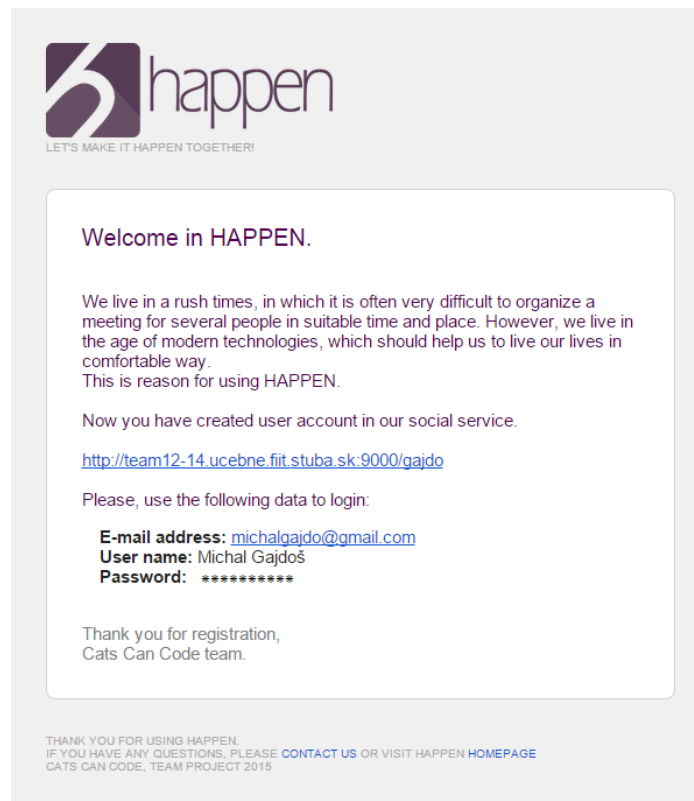 happen
LET'S MAKE IT HAPPEN TOGETHER!
Welcome in HAPPEN.
We live in a rush times, in which it is often very difficult to organize a
meeting for several people in suitable time and place. However, we live in
the age of modern technologies, which should help us to live our lives in
comfortable way.
This is reason for using HAPPEN.
Now you have created user account in our social service.
http://team12-14.ucebne.fiit.stuba.sk:9000/gajdo
Please, use the following data to login:
E-mail address: michalgajdo@gmail.com
User name: Michal Gajdoš
Password: **********
Thank you for registration,
Cats Can Code team.
THANK YOU FOR USING HAPPEN.
IF YOU HAVE ANY QUESTIONS, PLEASE CONTACT US OR VISIT HAPPEN HOMEPAGE
CATS CAN CODE, TEAM PROJECT 2015